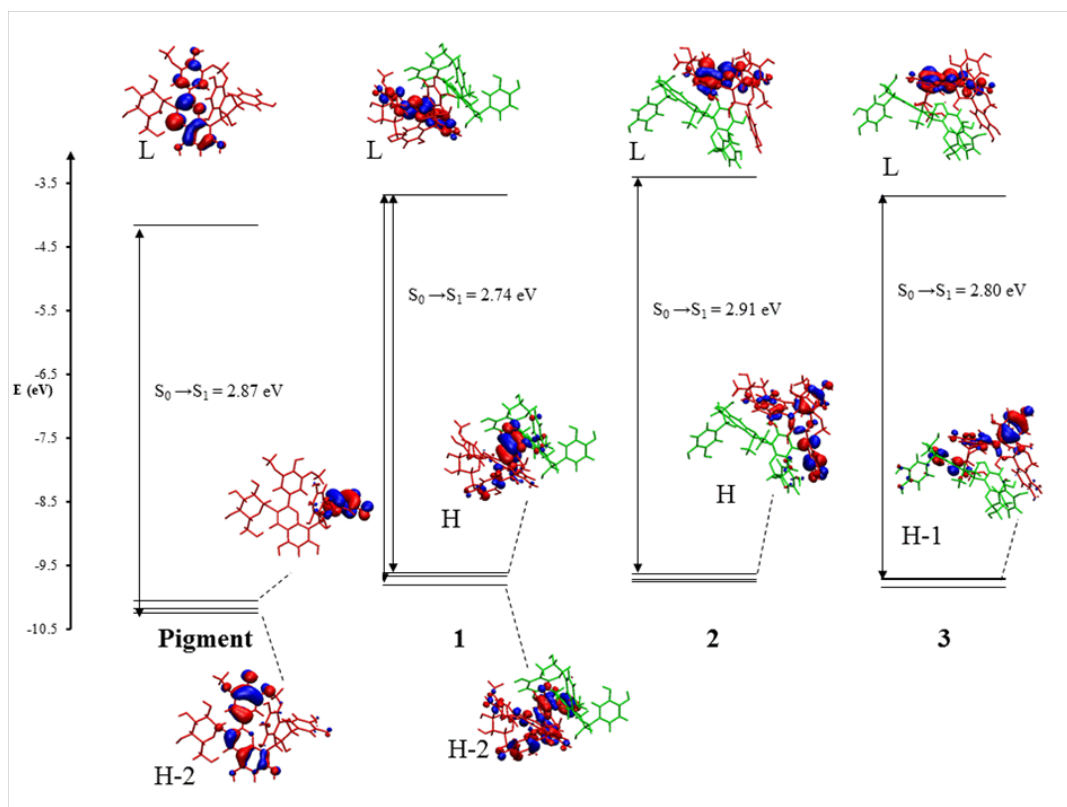 L
L
L
L
-3.5
-4.5
-5.5
-6.5
-7.5
-8.5
-9.5
-10.5
E (eV)
S₀→S₁ = 2.87 eV
S₀→S₁ = 2.74 eV
S₀→S₁ = 2.91 eV
S₀→S₁ = 2.80 eV
H
H
H-1
Pigment
1
2
3
H-2
H-2